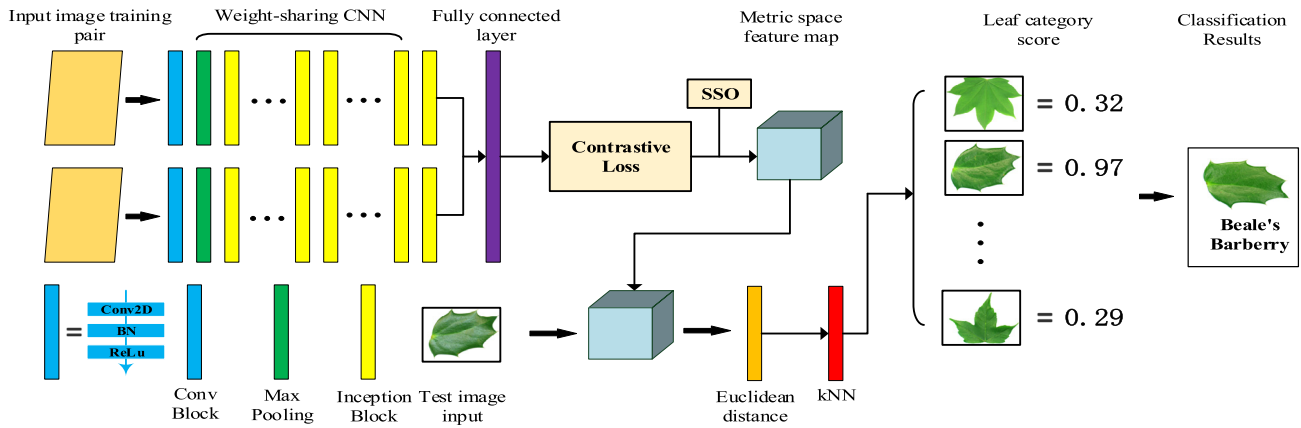 Input image training
pair
Weight-sharing CNN
Fully connected
layer
Metric space
feature map
Leaf category
score
Classification
Results
SSO
Contrastive
Loss
= 0.32
= 0.97
= 0.29
Beale's
Barberry
=
Conv2D
BN
ReLu
Conv
Block
Max
Pooling
Inception
Block
Test image
input
Euclidean
distance
kNN